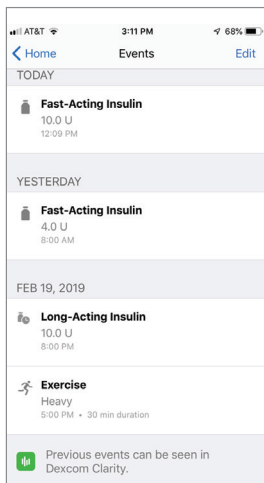 AT&T 3:11 PM 68%
Home Events Edit
TODAY
Fast-Acting Insulin
10.0 U
12:09 PM
YESTERDAY
Fast-Acting Insulin
4.0 U
8:00 AM
FEB 19, 2019
Long-Acting Insulin
10.0 U
8:00 PM
Exercise
Heavy
5:00 PM • 30 min duration
Previous events can be seen in
Dexcom Clarity.